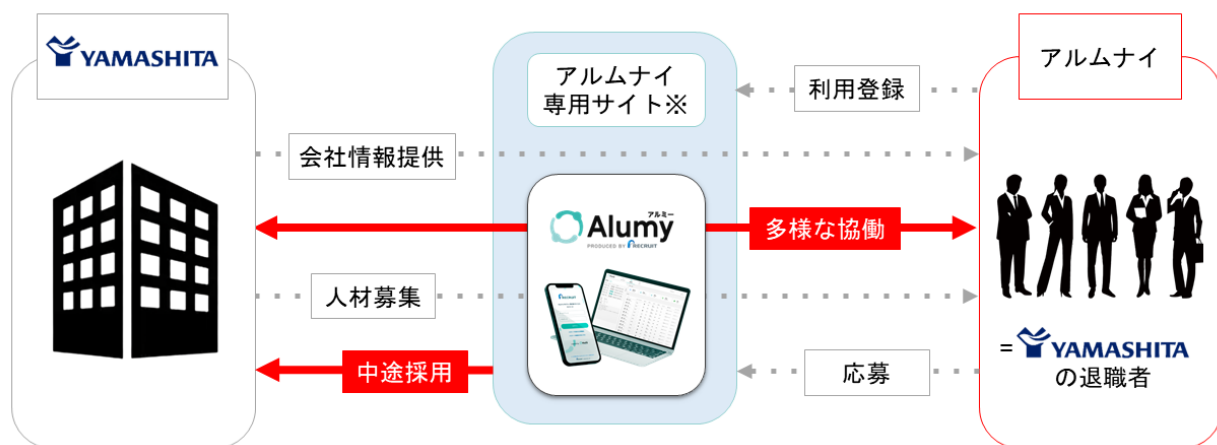 YAMASHITA
アルムナイ
専用サイト※
アルムナイ
利用登録
会社情報提供
アルミー
Alumy
PRODUCED BY RECRUIT
多様な協働
人材募集
RECRUIT
中途採用
応募
= YAMASHITA
の退職者